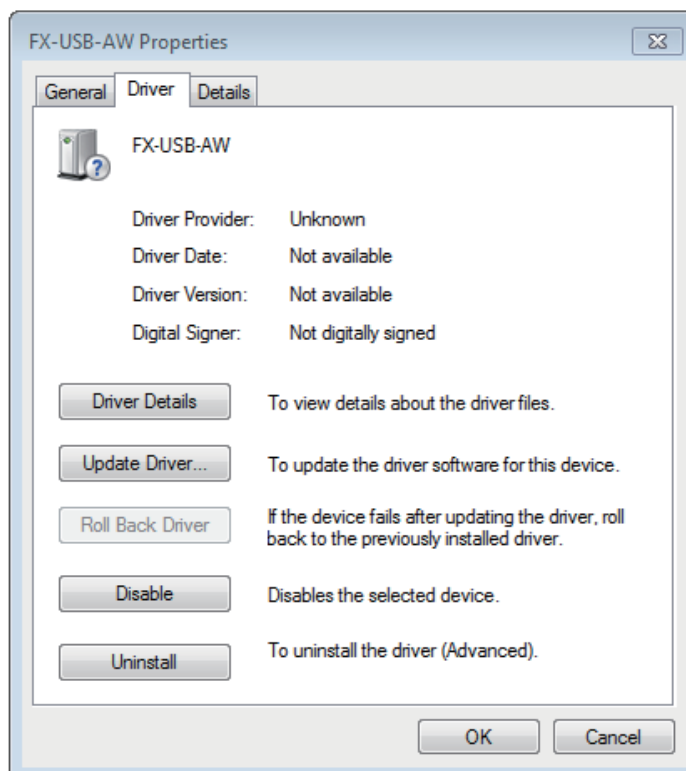 FX-USB-AW Properties
General Driver Details
FX-USB-AW
Driver Provider: Unknown
Driver Date: Not available
Driver Version: Not available
Digital Signer: Not digitally signed
Driver Details To view details about the driver files.
Update Driver... To update the driver software for this device.
Roll Back Driver If the device fails after updating the driver, roll
back to the previously installed driver.
Disable Disables the selected device.
Uninstall To uninstall the driver (Advanced).
OK Cancel